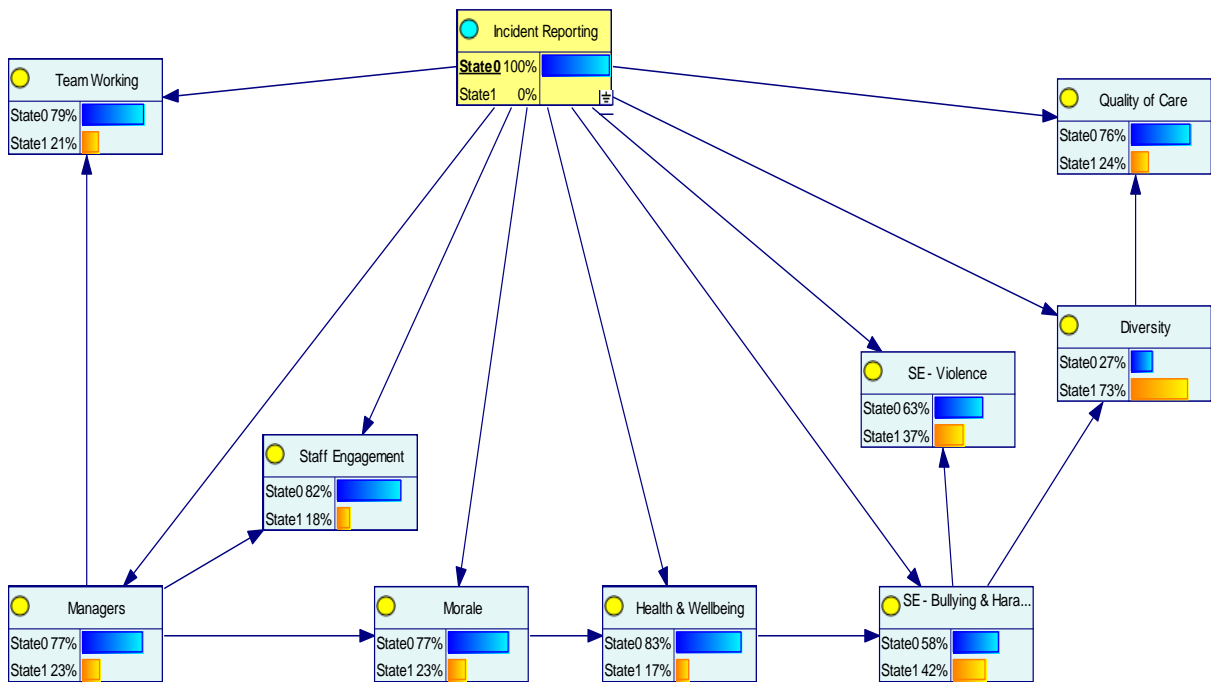 Incident Reporting
State0 100%
State1 0%
Team Working
State0 79%
State1 21%
Quality of Care
State0 76%
State1 24%
Diversity
State0 27%
State1 73%
SE - Violence
State0 63%
State1 37%
Staff Engagement
State0 82%
State1 18%
Managers
State0 77%
State1 23%
Morale
State0 77%
State1 23%
Health & Wellbeing
State0 83%
State1 17%
SE - Bullying & Hara...
State0 58%
State1 42%